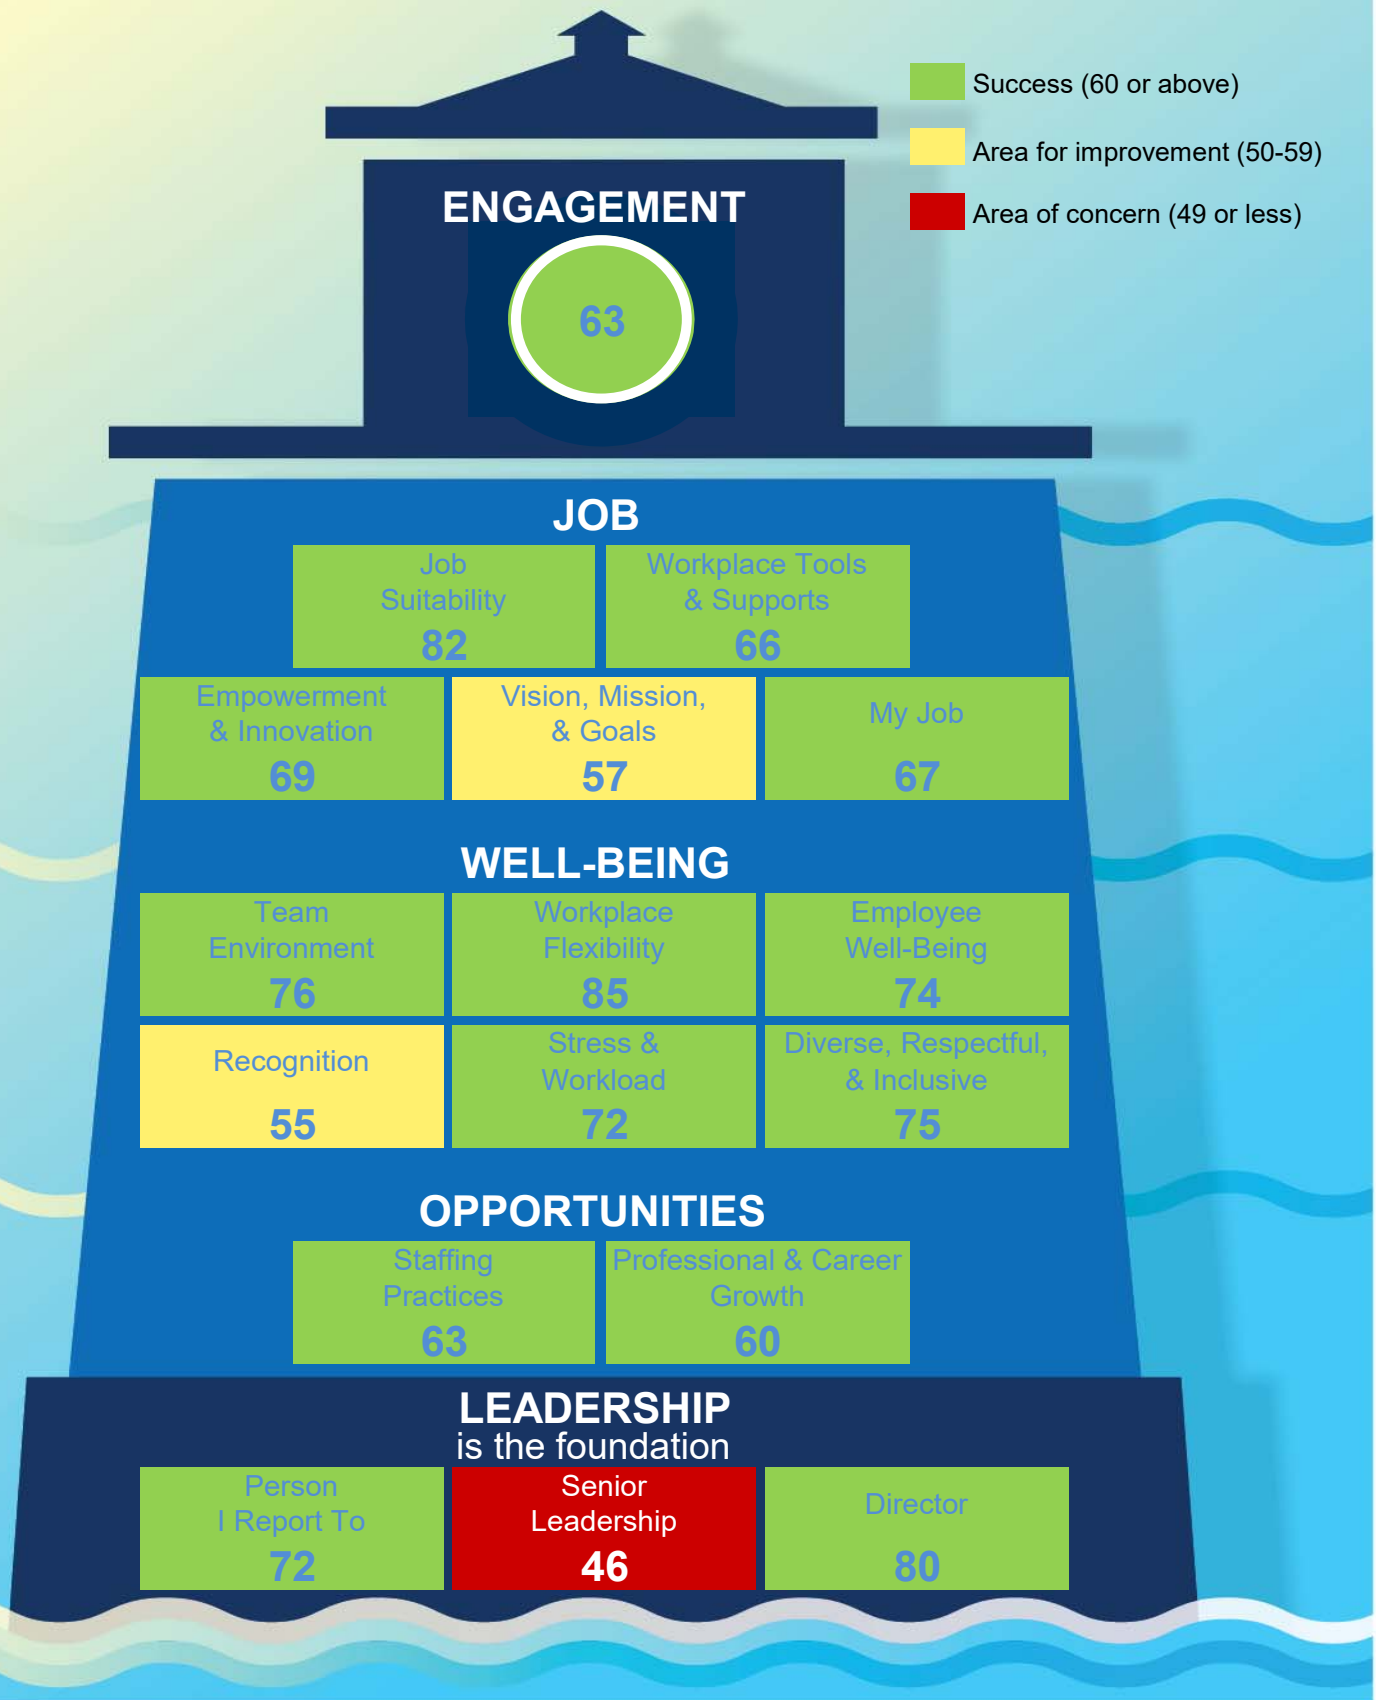 Success (60 or above)
Area for improvement (50-59)
Area of concern (49 or less)
ENGAGEMENT
63
JOB
Job
Suitability
82
Workplace Tools
& Supports
66
Empowerment
& Innovation
69
Vision, Mission,
& Goals
57
My Job
67
WELL-BEING
Team
Environment
76
Workplace
Flexibility
85
Employee
Well-Being
74
Recognition
55
Stress &
Workload
72
Diverse, Respectful,
& Inclusive
75
OPPORTUNITIES
Staffing
Practices
63
Professional & Career
Growth
60
LEADERSHIP
is the foundation
Person
I Report To
72
Senior
Leadership
46
Director
80